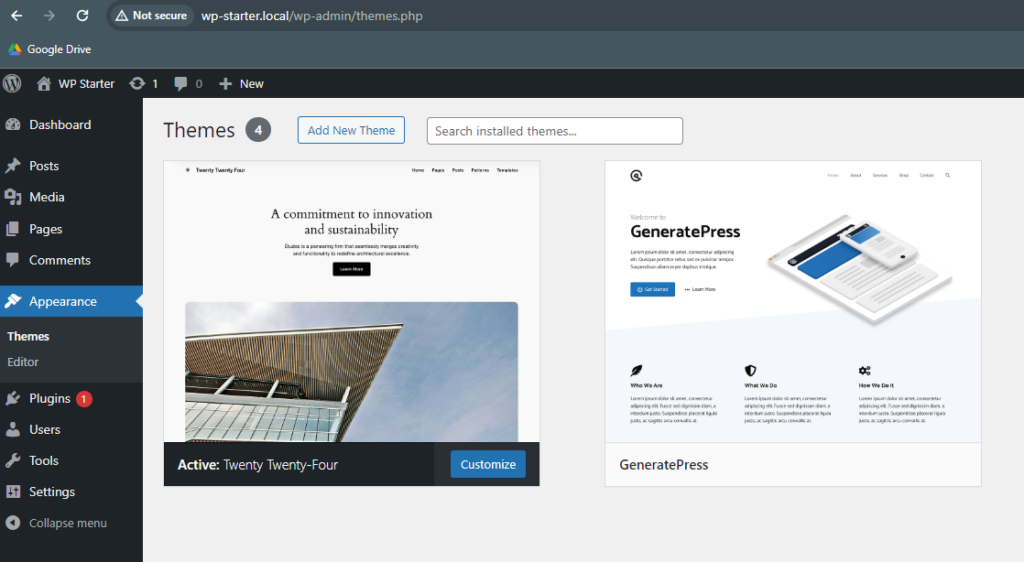 Not secure
wp-starter.local/wp-admin/themes.php
Google Drive
WP Starter
1
0
New
Dashboard
Posts
Media
Pages
Comments
Appearance
Themes
Editor
Plugins 1
Users
Tools
Settings
Collapse menu
Themes 4
Add New Theme
Search installed themes...
Twenty Twenty Four
Home Pages Posts Patterns Templates
A commitment to innovation
and sustainability
Études is a pioneering firm that seamlessly merges creativity
and functionality to redefine architectural excellence.
Learn More
Active: Twenty Twenty-Four
Customize
Home About Services Shop Contact
Welcome to
GeneratePress
Lorem ipsum dolor sit amet, consectetur adipiscing
elit. Quisque porttitor tellus sed ex pulvinar tempor.
Suspendisse ullamcorper dapibus tristique.
Get Started
Learn More
Who We Are
Lorem ipsum dolor sit amet, consectetur
adipiscing elit. Fusce sed dignissim diam, at
interdum justo. Suspendisse placerat ligula
justo, ac arcu convallis at.
What We Do
Lorem ipsum dolor sit amet, consectetur
adipiscing elit. Fusce sed dignissim diam, at
interdum justo. Suspendisse placerat ligula
justo, ac arcu convallis at.
How We Do It
Lorem ipsum dolor sit amet, consectetur
adipiscing elit. Fusce sed dignissim diam, at
interdum justo. Suspendisse placerat ligula
justo, ac arcu convallis at.
GeneratePress